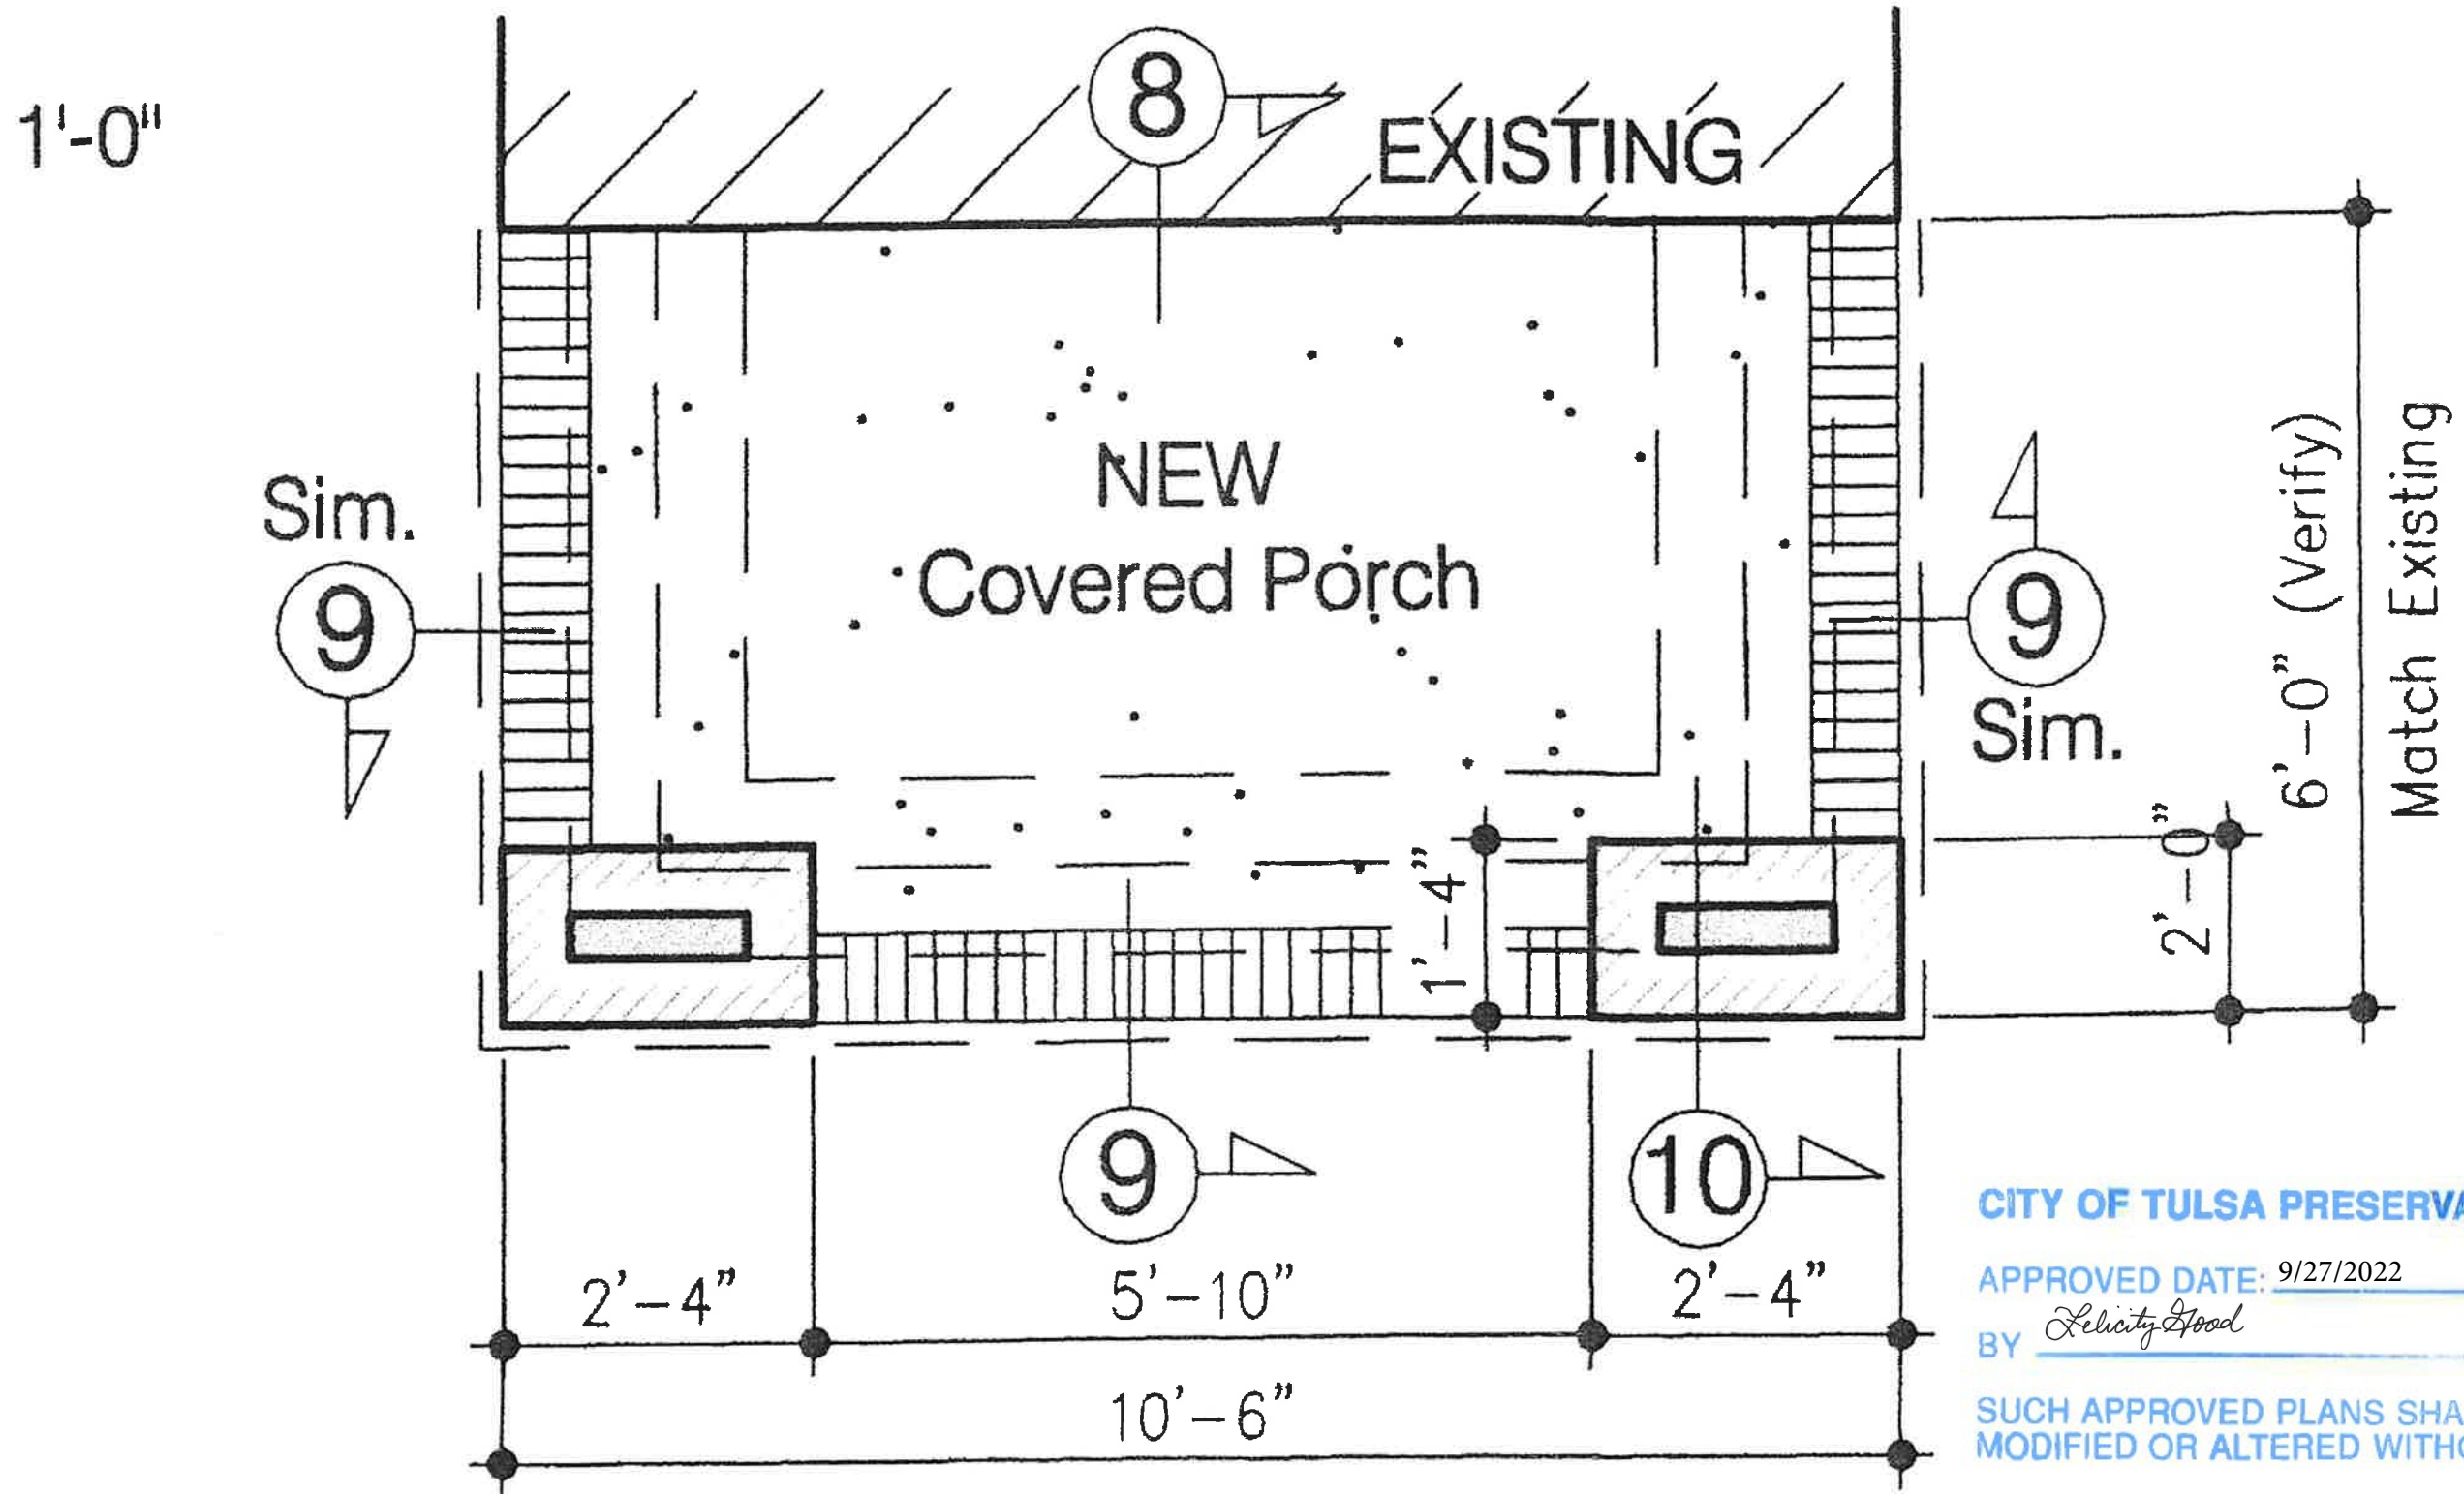 1'-0"
8
EXISTING
NEW
Covered Porch
Sim.
9
9
Sim.
6'-0" (Verify)
Match Existing
2'-0"
1'-4"
9
10
2'-4"
5'-10"
2'-4"
10'-6"
CITY OF TULSA PRESERVA
APPROVED DATE: 9/27/2022
BY Felicity Good
SUCH APPROVED PLANS SHA
MODIFIED OR ALTERED WITHO